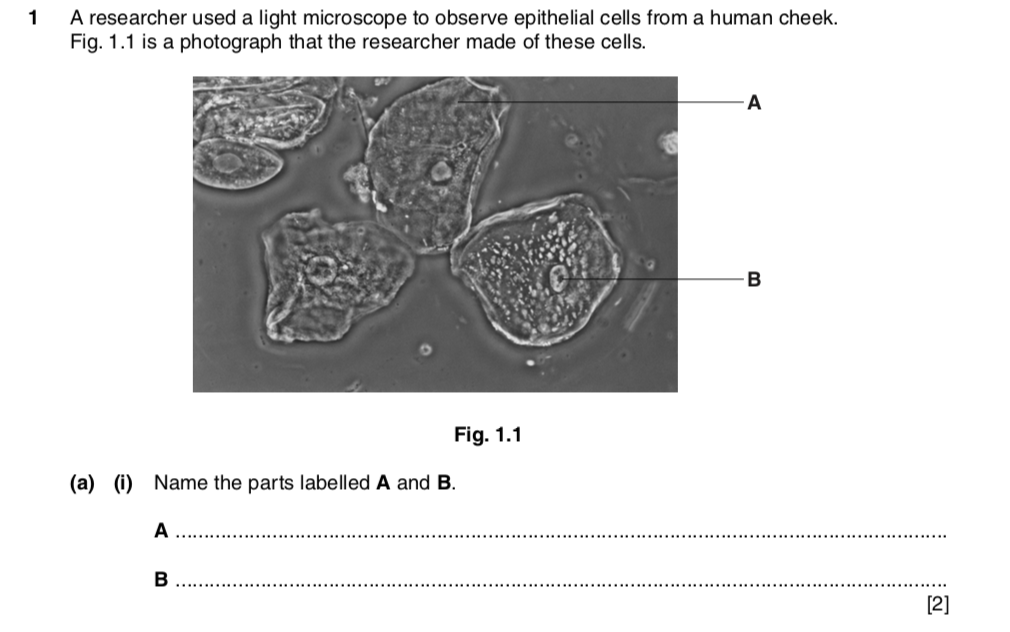 1 A researcher used a light microscope to observe epithelial cells from a human cheek.
Fig. 1.1 is a photograph that the researcher made of these cells.
A
B
Fig. 1.1
(a) (i) Name the parts labelled A and B.
A ................................................................................
B ................................................................................
[2]